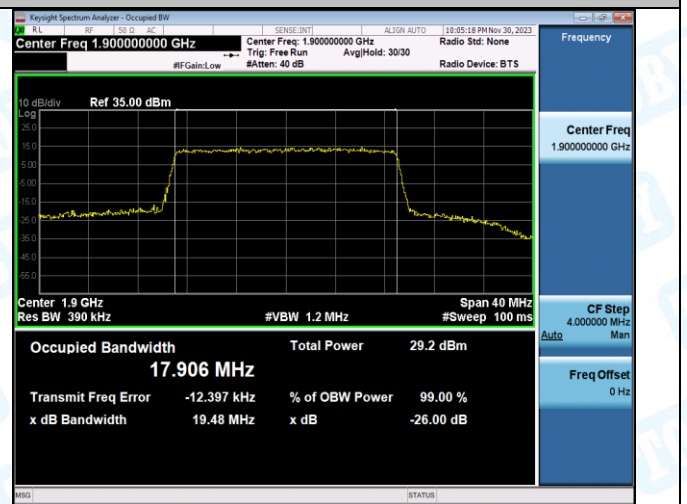 Keysight Spectrum Analyzer - Occupied BW
RL RF 50 Ω AC SENSE:INT ALIGN AUTO 10:05:18 PM Nov 30, 2023
Center Freq 1.900000000 GHz Center Freq: 1.900000000 GHz Radio Std: None
Trig: Free Run Avg|Hold: 30/30
#IFGain:Low #Atten: 40 dB Radio Device: BTS
Frequency
10 dB/div Ref 35.00 dBm
Log
25.0
15.0
5.00
-5.00
-15.0
-25.0
-35.0
-45.0
-55.0
Center 1.9 GHz Span 40 MHz
Res BW 390 kHz #VBW 1.2 MHz #Sweep 100 ms
Occupied Bandwidth Total Power 29.2 dBm
17.906 MHz
Transmit Freq Error -12.397 kHz % of OBW Power 99.00 %
x dB Bandwidth 19.48 MHz x dB -26.00 dB
Center Freq
1.900000000 GHz
CF Step
4.000000 MHz
Auto Man
Freq Offset
0 Hz
MSG STATUS